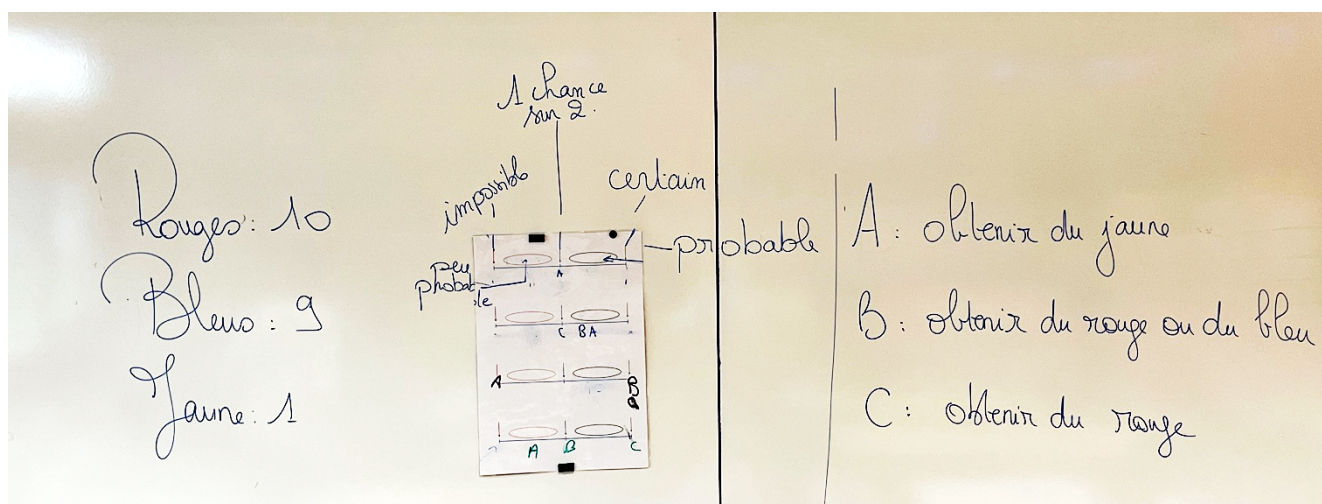 Rouges: 10
Bleus: 9
Jaune: 1
1 chance
sur 2.
impossible
certain
probable
peu
probable
A
C BA
A
A B C
A: obtenir du jaune
B: obtenir du rouge ou du bleu
C: obtenir du rouge